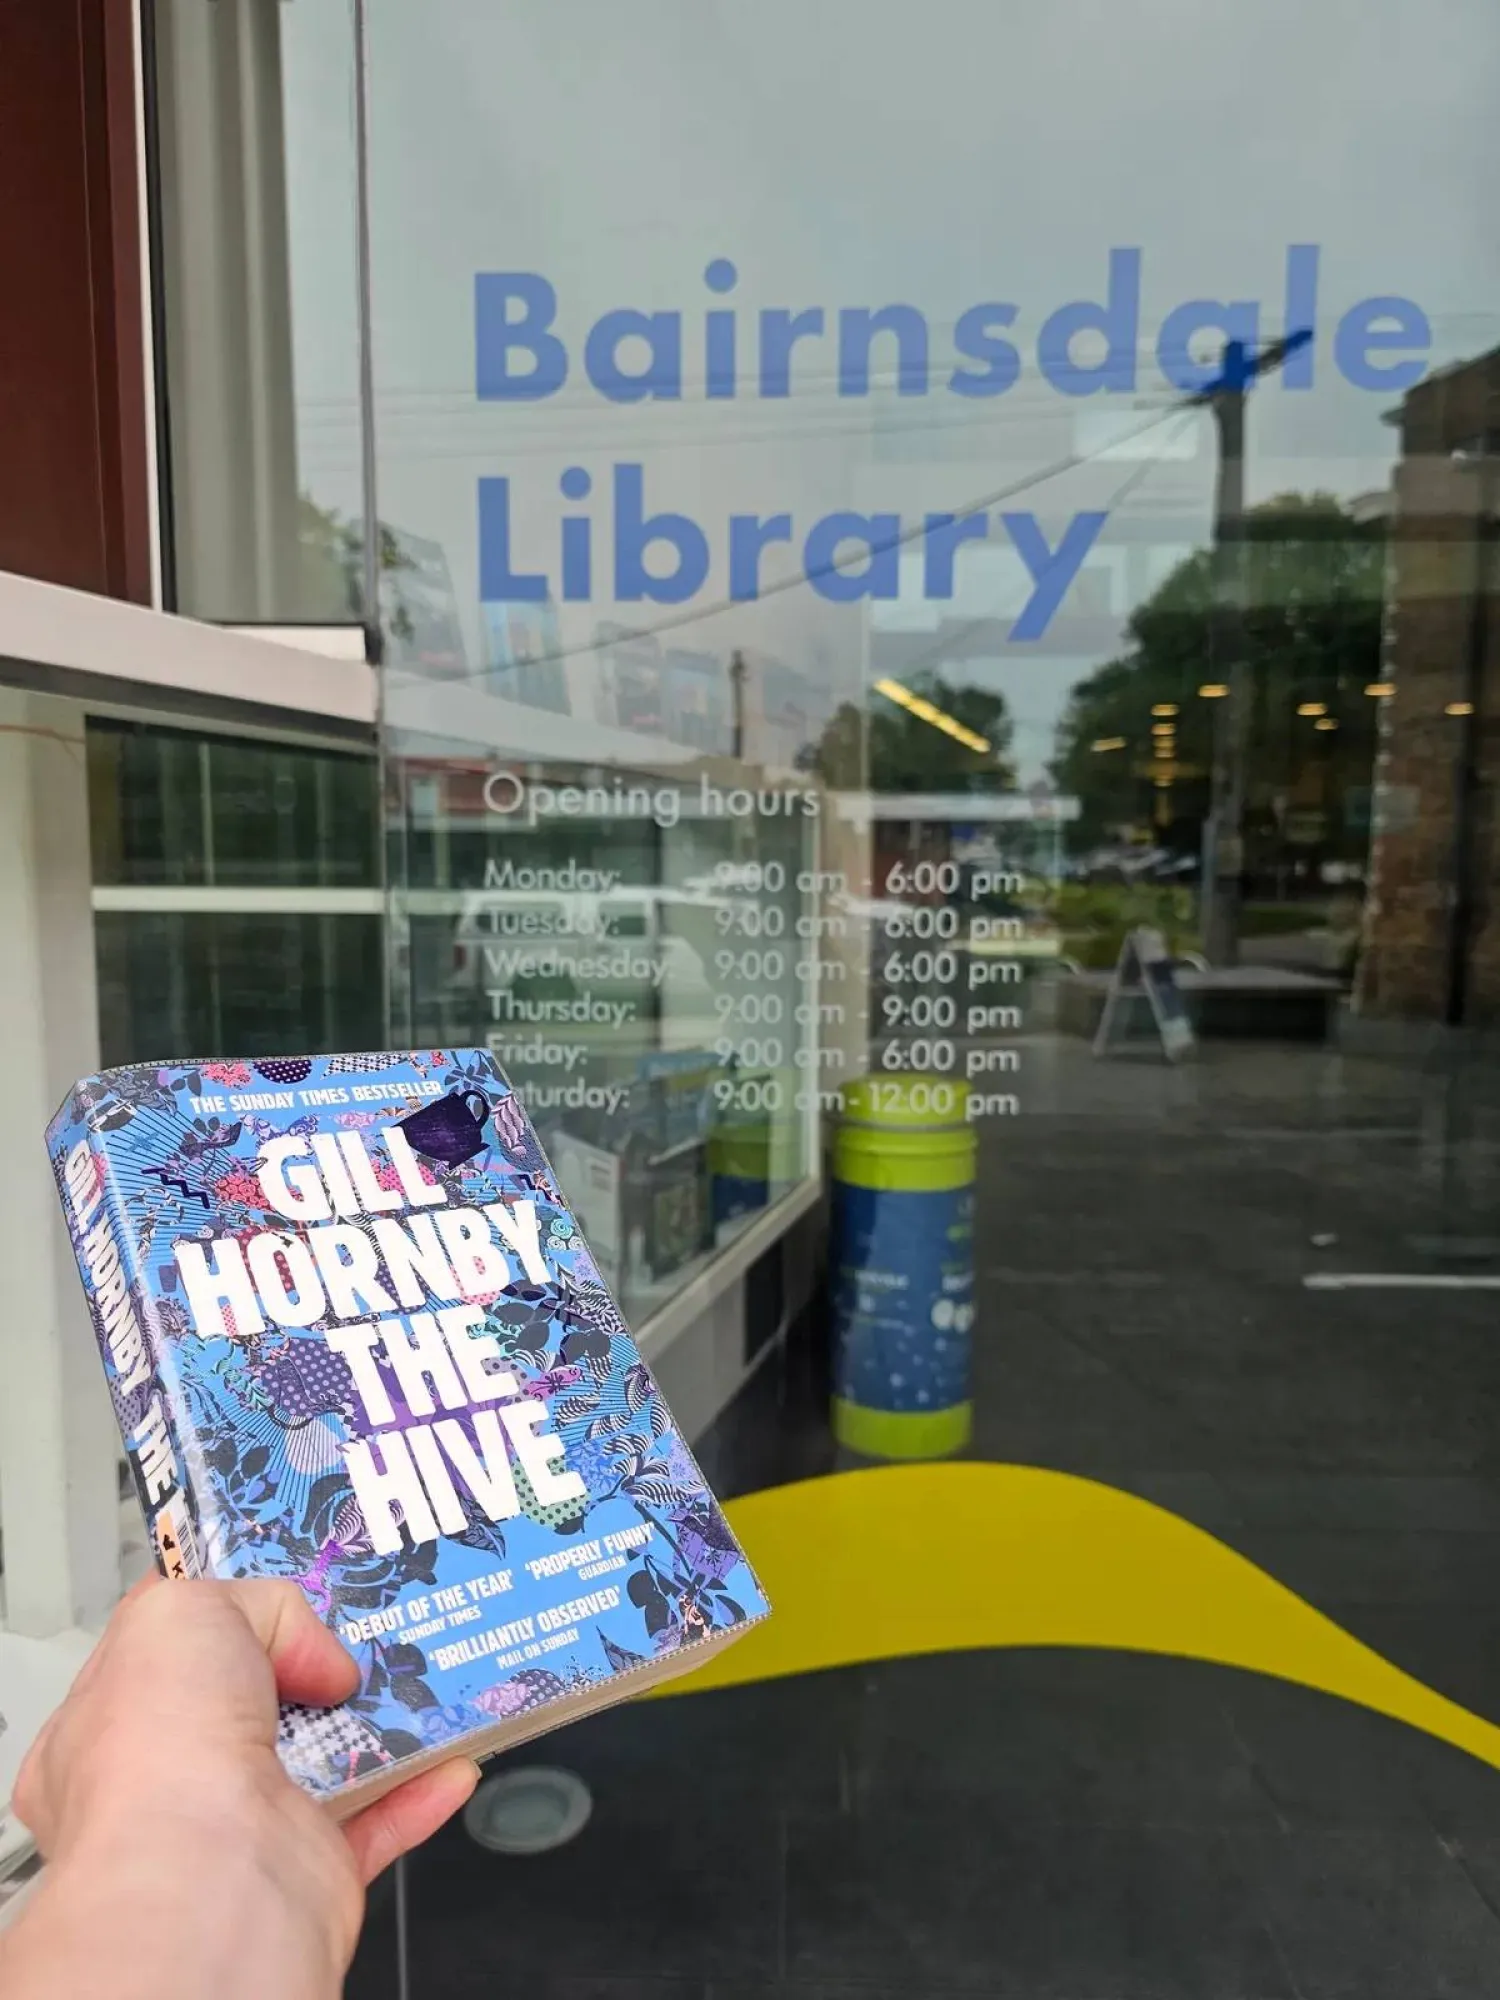 Bairnsdale
Library
Opening hours
Monday: 9:00 am - 6:00 pm
Tuesday: 9:00 am - 6:00 pm
Wednesday: 9:00 am - 6:00 pm
Thursday: 9:00 am - 9:00 pm
Friday: 9:00 am - 6:00 pm
aturday: 9:00 am - 12:00 pm
THE SUNDAY TIMES BESTSELLER
GILL
HORNBY
THE
HIVE
'DEBUT OF THE YEAR'
SUNDAY TIMES
'PROPERLY FUNNY'
GUARDIAN
'BRILLIANTLY OBSERVED'
MAIL ON SUNDAY
GILL HORNBY THE